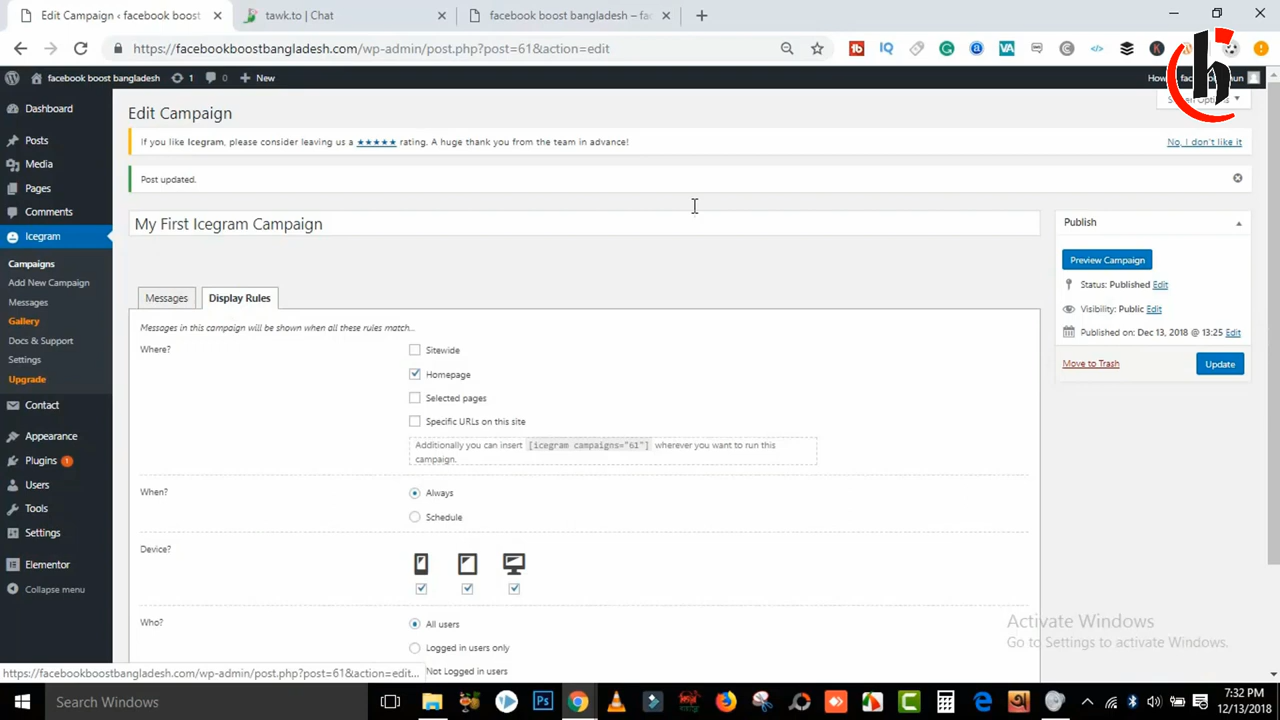 Edit Campaign ‹ facebook boost
tawk.to | Chat
facebook boost bangladesh – fac
https://facebookboostbangladesh.com/wp-admin/post.php?post=61&action=edit
facebook boost bangladesh 1 0 New
Edit Campaign
If you like Icegram, please consider leaving us a ★★★★★ rating. A huge thank you from the team in advance!
No, I don't like it
Post updated.
My First Icegram Campaign
Dashboard
Posts
Media
Pages
Comments
Icegram
Campaigns
Add New Campaign
Messages
Gallery
Docs & Support
Settings
Upgrade
Contact
Appearance
Plugins 1
Users
Tools
Settings
Elementor
Collapse menu
Messages
Display Rules
Messages in this campaign will be shown when all these rules match...
Where?
Sitewide
Homepage
Selected pages
Specific URLs on this site
Additionally you can insert [icegram campaigns="61"] wherever you want to run this
campaign.
When?
Always
Schedule
Device?
Who?
All users
Logged in users only
Not Logged in users
Publish
Preview Campaign
Status: Published Edit
Visibility: Public Edit
Published on: Dec 13, 2018 @ 13:25 Edit
Move to Trash
Update
Activate Windows
Go to Settings to activate Windows.
https://facebookboostbangladesh.com/wp-admin/post.php?post=61&action=edit...
Search Windows
7:32 PM
12/13/2018